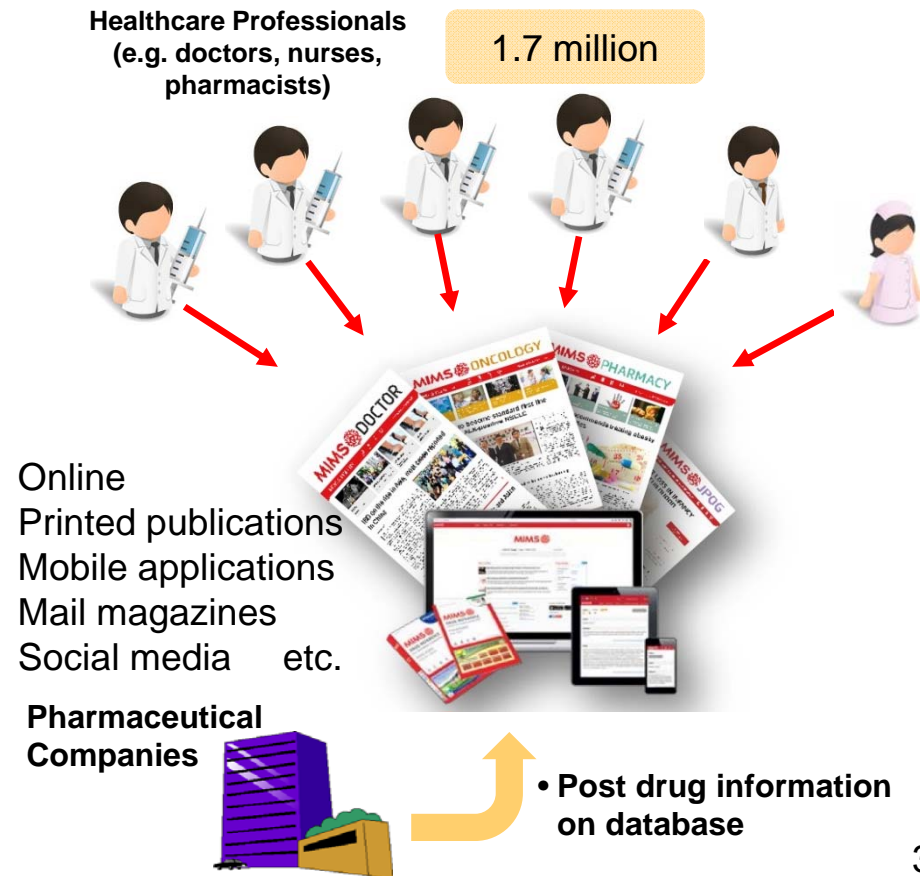 Healthcare Professionals
(e.g. doctors, nurses,
pharmacists)
1.7 million
MIMS DOCTOR
MIMS ONCOLOGY
MIMS PHARMACY
MIMS JPOG
MIMS
Online
Printed publications
Mobile applications
Mail magazines
Social media etc.
Pharmaceutical
Companies
• Post drug information
on database
3